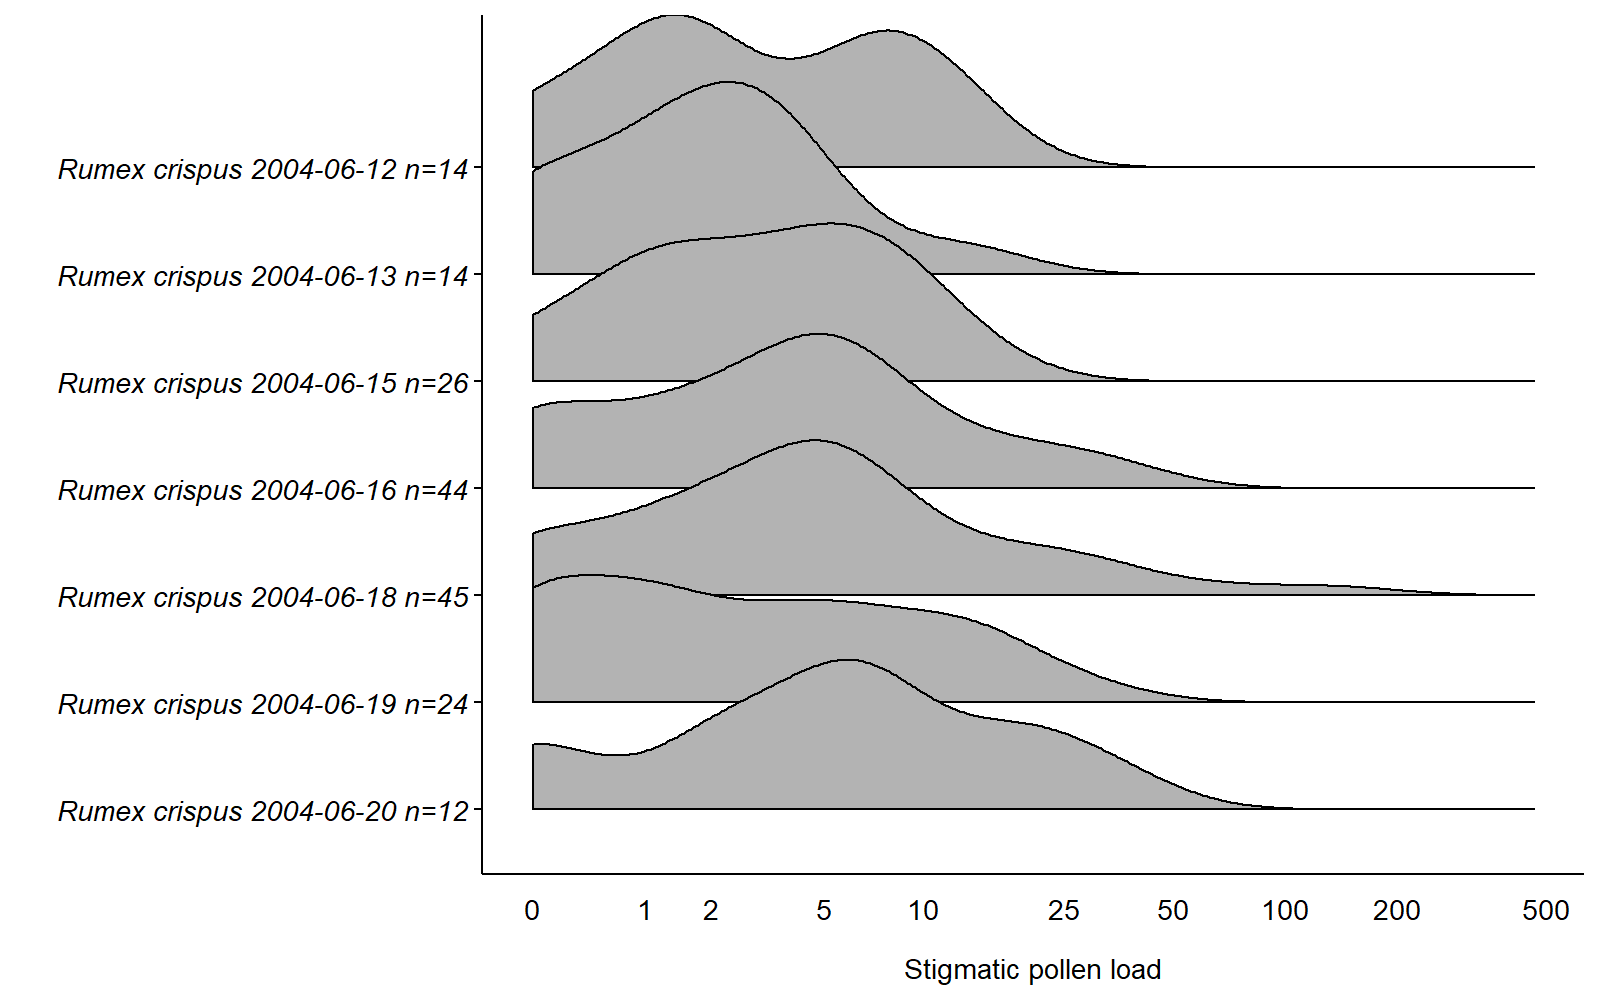 Rumex crispus 2004-06-12 n=14
Rumex crispus 2004-06-13 n=14
Rumex crispus 2004-06-15 n=26
Rumex crispus 2004-06-16 n=44
Rumex crispus 2004-06-18 n=45
Rumex crispus 2004-06-19 n=24
Rumex crispus 2004-06-20 n=12
0 1 2 5 10 25 50 100 200 500
Stigmatic pollen load